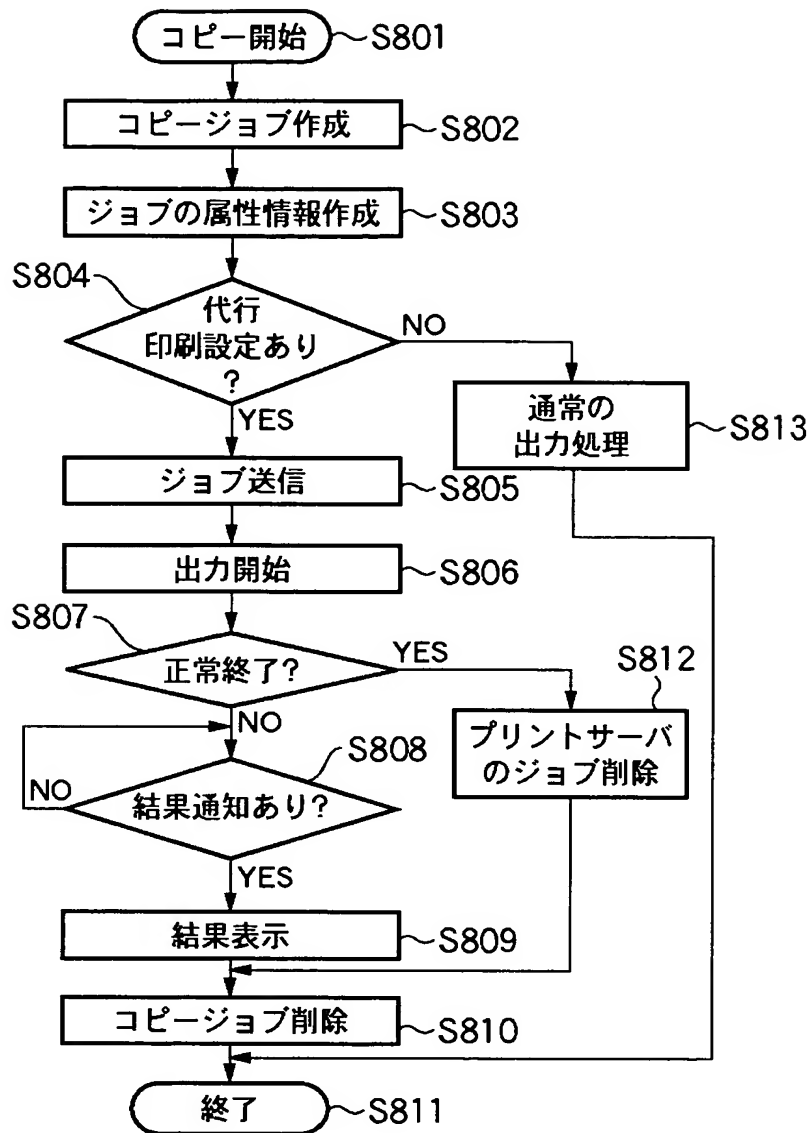 コピー開始
S801
コピージョブ作成
S802
ジョブの属性情報作成
S803
S804
代行
印刷設定あり
?
NO
YES
通常の
出力処理
S813
ジョブ送信
S805
出力開始
S806
S807
正常終了?
YES
NO
S812
プリントサーバ
のジョブ削除
S808
結果通知あり?
NO
YES
結果表示
S809
コピージョブ削除
S810
終了
S811